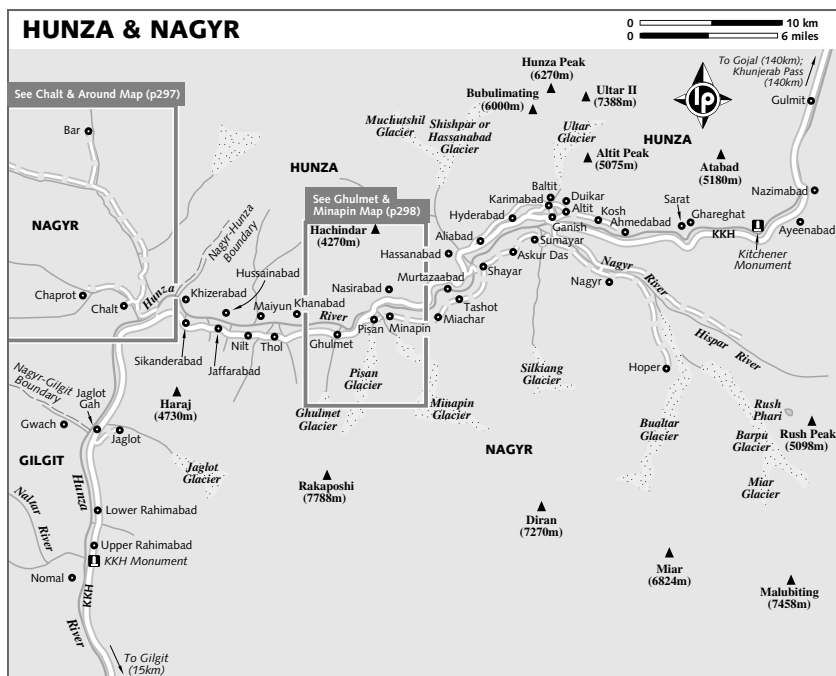 HUNZA & NAGYR
0 10 km
0 6 miles
To Gojal (140km);
Khunjerab Pass
(140km)
See Chalt & Around Map (p297)
Hunza Peak
(6270m)
Bubulimating
(6000m)
Ultar II
(7388m)
lp
Gulmit
Bar
Muchutshil
Glacier
Shishpar or
Hassanabad
Glacier
Ultar
Glacier
HUNZA
Altit Peak
(5075m)
Atabad
(5180m)
HUNZA
See Ghulmet &
Minapin Map (p298)
Baltit
Karimabad
Duikar
Altit
Sarat
Nazimabad
NAGYR
Nagyr-Hunza
Boundary
Hachindar
(4270m)
Hyderabad
Kosh
Ghareghat
Ganish
Ahmedabad
KKH
Ayeenabad
Aliabad
Sumayar
Kitchener
Monument
Hassanabad
Askur Das
Hussainabad
Murtazaabad
Shayar
Nagyr
River
Chaprot
Hunza
Khizerabad
Nasirabad
Nagyr
Chalt
Maiyun
Khanabad
Tashot
River
Pisan
Minapin
Miachar
Hispar River
Sikanderabad
Nilt
Thol
Ghulmet
Jaffarabad
Hoper
Nagyr-Gilgit
Boundary
Jaglot
Gah
Haraj
(4730m)
Pisan
Glacier
Silkiang
Glacier
Gwach
Jaglot
Ghulmet
Glacier
Minapin
Glacier
Bualtar
Glacier
Rush
Phari
Barpu
Glacier
Rush Peak
(5098m)
GILGIT
Hunza
Jaglot
Glacier
NAGYR
Miar
Glacier
Rakaposhi
(7788m)
Naltar
River
Lower Rahimabad
Diran
(7270m)
Upper Rahimabad
KKH Monument
Nomal
Miar
(6824m)
Malubiting
(7458m)
KKH
River
To Gilgit
(15km)